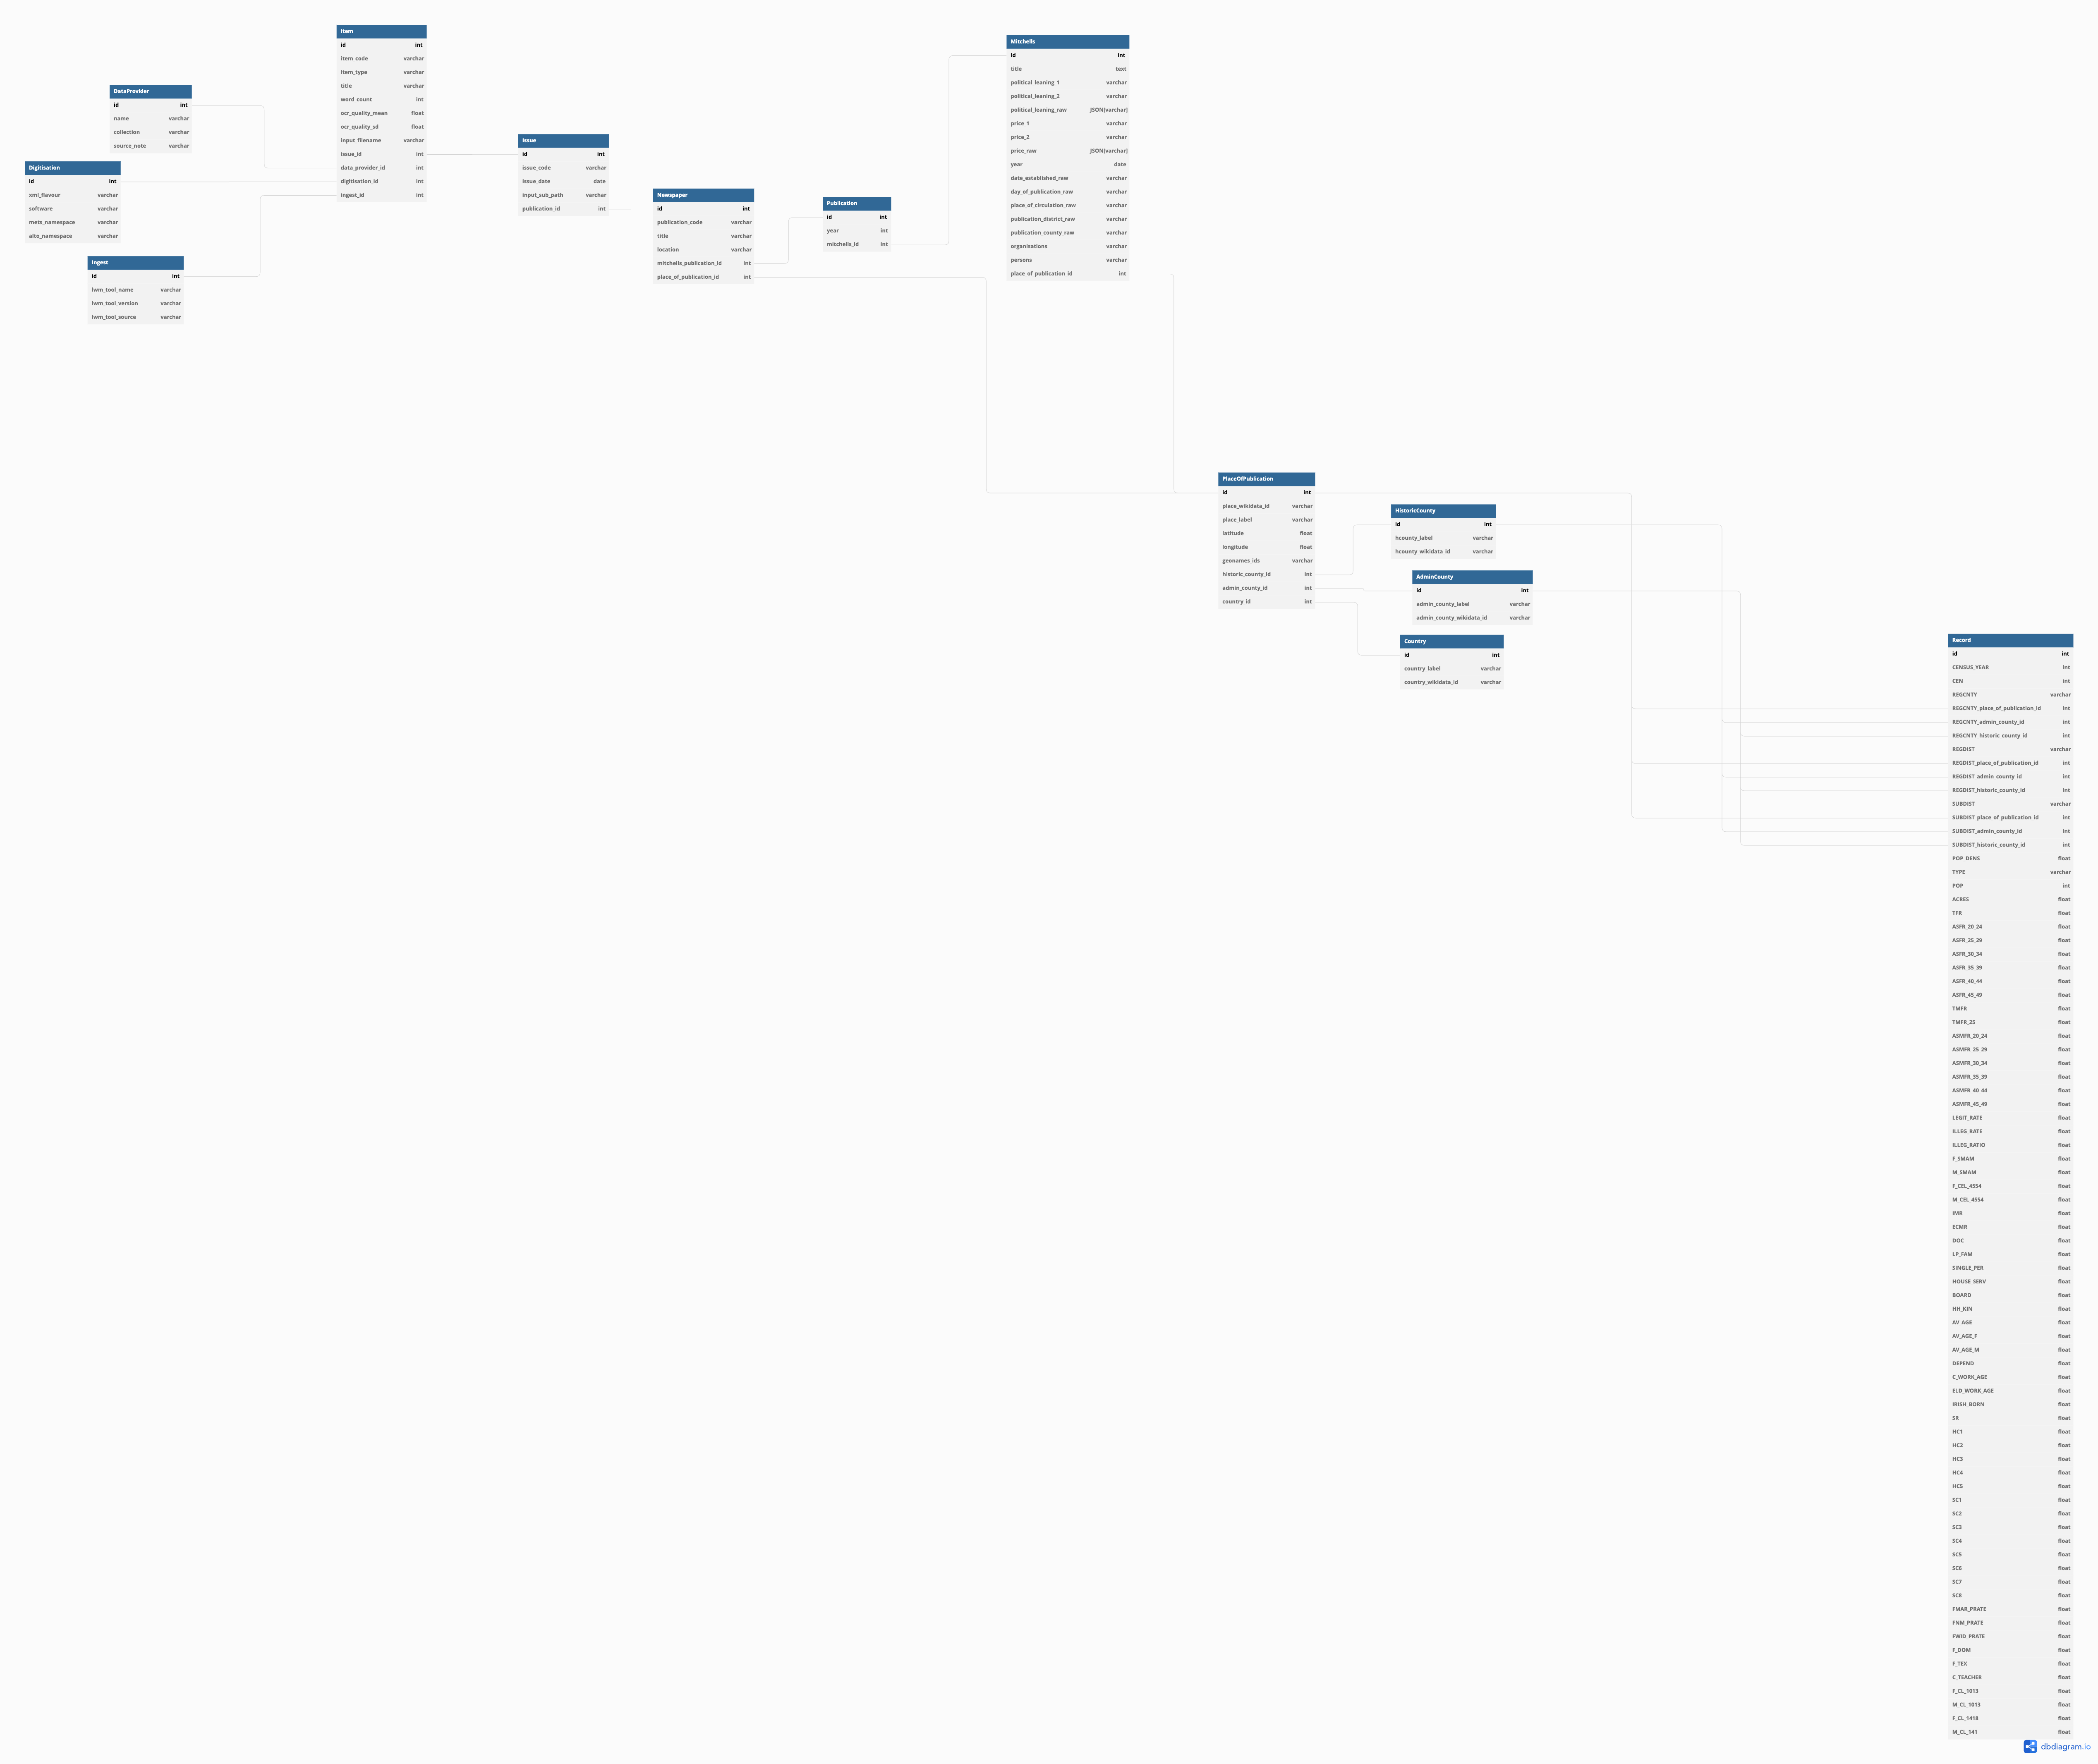 Item
id int
item_code varchar
item_type varchar
title varchar
word_count int
ocr_quality_mean float
ocr_quality_sd float
input_filename varchar
issue_id int
data_provider_id int
digitisation_id int
ingest_id int
DataProvider
id int
name varchar
collection varchar
source_note varchar
Digitisation
id int
xml_flavour varchar
software varchar
mets_namespace varchar
alto_namespace varchar
Ingest
id int
lwm_tool_name varchar
lwm_tool_version varchar
lwm_tool_source varchar
Issue
id int
issue_code varchar
issue_date date
input_sub_path varchar
publication_id int
Newspaper
id int
publication_code varchar
title varchar
location varchar
mitchells_publication_id int
place_of_publication_id int
Publication
id int
year int
mitchells_id int
Mitchells
id int
title text
political_leaning_1 varchar
political_leaning_2 varchar
political_leaning_raw JSON[varchar]
price_1 varchar
price_2 varchar
price_raw JSON[varchar]
year date
date_established_raw varchar
day_of_publication_raw varchar
place_of_circulation_raw varchar
publication_district_raw varchar
publication_county_raw varchar
organisations varchar
persons varchar
place_of_publication_id int
PlaceOfPublication
id int
place_wikidata_id varchar
place_label varchar
latitude float
longitude float
geonames_ids varchar
historic_county_id int
admin_county_id int
country_id int
HistoricCounty
id int
hcounty_label varchar
hcounty_wikidata_id varchar
AdminCounty
id int
admin_county_label varchar
admin_county_wikidata_id varchar
Country
id int
country_label varchar
country_wikidata_id varchar
Record
id int
CENSUS_YEAR int
CEN int
REGCNTY varchar
REGCNTY_place_of_publication_id int
REGCNTY_admin_county_id int
REGCNTY_historic_county_id int
REGDIST varchar
REGDIST_place_of_publication_id int
REGDIST_admin_county_id int
REGDIST_historic_county_id int
SUBDIST varchar
SUBDIST_place_of_publication_id int
SUBDIST_admin_county_id int
SUBDIST_historic_county_id int
POP_DENS float
TYPE varchar
POP int
ACRES float
TFR float
ASFR_20_24 float
ASFR_25_29 float
ASFR_30_34 float
ASFR_35_39 float
ASFR_40_44 float
ASFR_45_49 float
TMFR float
TMFR_25 float
ASMFR_20_24 float
ASMFR_25_29 float
ASMFR_30_34 float
ASMFR_35_39 float
ASMFR_40_44 float
ASMFR_45_49 float
LEGIT_RATE float
ILLEG_RATE float
ILLEG_RATIO float
F_SMAM float
M_SMAM float
F_CEL_4554 float
M_CEL_4554 float
IMR float
ECMR float
DOC float
LP_FAM float
SINGLE_PER float
HOUSE_SERV float
BOARD float
HH_KIN float
AV_AGE float
AV_AGE_F float
AV_AGE_M float
DEPEND float
C_WORK_AGE float
ELD_WORK_AGE float
IRISH_BORN float
SR float
HC1 float
HC2 float
HC3 float
HC4 float
HC5 float
SC1 float
SC2 float
SC3 float
SC4 float
SC5 float
SC6 float
SC7 float
SC8 float
FMAR_PRATE float
FNM_PRATE float
FWID_PRATE float
F_DOM float
F_TEX float
C_TEACHER float
F_CL_1013 float
M_CL_1013 float
F_CL_1418 float
M_CL_141 float
dbdiagram.io